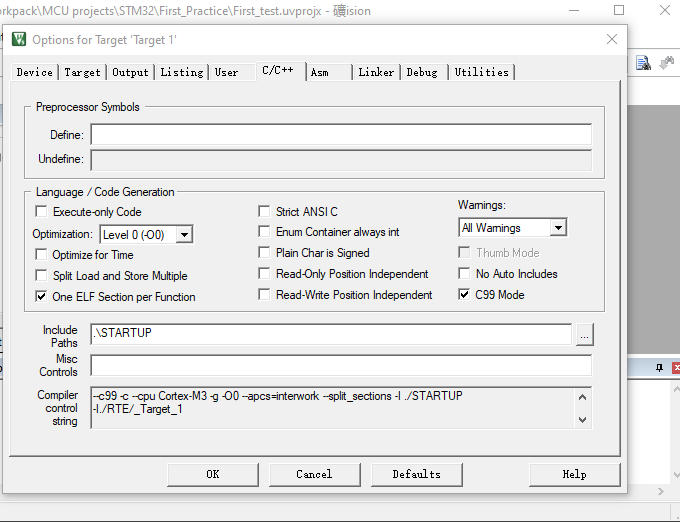 orkpack\MCU projects\STM32\First_Practice\First_test.uvprojx - 礦ision
Options for Target 'Target 1'
Device Target Output Listing User C/C++ Asm Linker Debug Utilities
Preprocessor Symbols
Define:
Undefine:
Language / Code Generation
Execute-only Code
Strict ANSI C
Warnings:
Optimization: Level 0 (-O0)
Enum Container always int
All Warnings
Optimize for Time
Plain Char is Signed
Thumb Mode
Split Load and Store Multiple
Read-Only Position Independent
No Auto Includes
One ELF Section per Function
Read-Write Position Independent
C99 Mode
Include
Paths
.\STARTUP
...
Misc
Controls
Compiler
control
string
--c99 -c --cpu Cortex-M3 -g -O0 --apcs=interwork --split_sections -I ./STARTUP
-I./RTE/_Target_1
OK Cancel Defaults Help